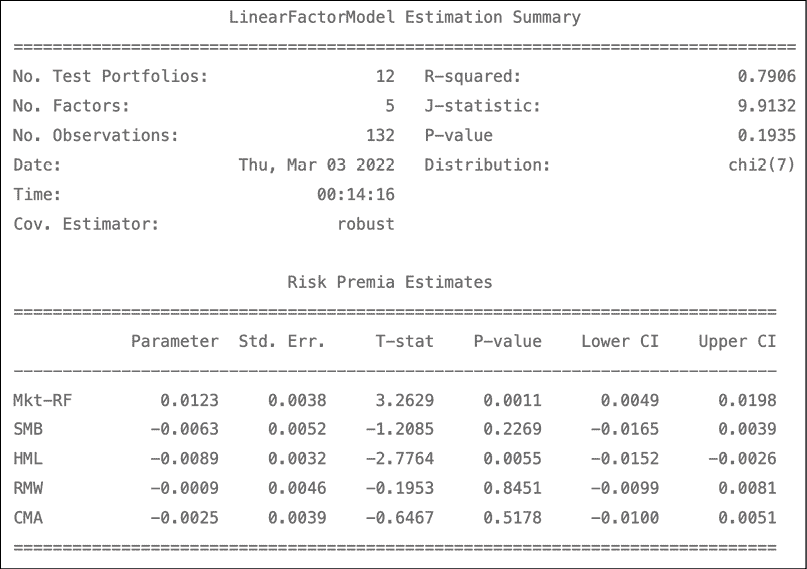 LinearFactorModel Estimation Summary
================================================================================
No. Test Portfolios:                 12   R-squared:                      0.7906
No. Factors:                          5   J-statistic:                    9.9132
No. Observations:                   132   P-value                         0.1935
Date:                  Thu, Mar 03 2022   Distribution:                  chi2(7)
Time:                          00:14:16
Cov. Estimator:                  robust
Risk Premia Estimates
==============================================================================
            Parameter  Std. Err.     T-stat    P-value    Lower CI    Upper CI
------------------------------------------------------------------------------
Mkt-RF         0.0123     0.0038     3.2629     0.0011      0.0049      0.0198
SMB           -0.0063     0.0052    -1.2085     0.2269     -0.0165      0.0039
HML           -0.0089     0.0032    -2.7764     0.0055     -0.0152     -0.0026
RMW           -0.0009     0.0046    -0.1953     0.8451     -0.0099      0.0081
CMA           -0.0025     0.0039    -0.6467     0.5178     -0.0100      0.0051
==============================================================================